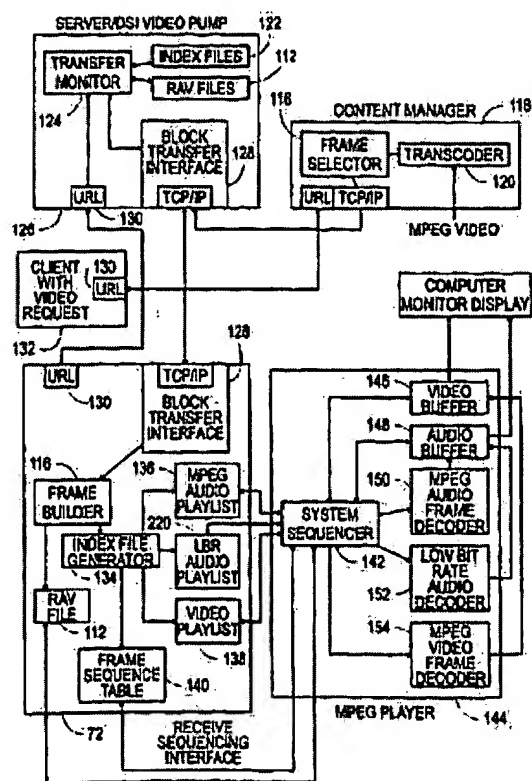 SERVER/DSI VIDEO PUMP
122
INDEX FILES
112
TRANSFER
MONITOR
RAV FILES
124
BLOCK
TRANSFER
INTERFACE
128
URL
TCP/IP
126
130
CONTENT MANAGER
118
116
FRAME
SELECTOR
TRANSCODER
120
URL
TCP/IP
MPEG VIDEO
CLIENT
WITH
VIDEO
REQUEST
130
URL
132
COMPUTER
MONITOR DISPLAY
URL
130
TCP/IP
128
BLOCK
TRANSFER
INTERFACE
116
FRAME
BUILDER
136
MPEG
AUDIO
PLAYLIST
220
INDEX FILE
GENERATOR
134
LBR
AUDIO
PLAYLIST
RAV
FILE
112
VIDEO
PLAYLIST
138
FRAME
SEQUENCE
TABLE
140
72
RECEIVE
SEQUENCING
INTERFACE
SYSTEM
SEQUENCER
142
146
VIDEO
BUFFER
148
AUDIO
BUFFER
150
MPEG
AUDIO
FRAME
DECODER
LOW BIT
RATE
AUDIO
DECODER
152
154
MPEG
VIDEO
FRAME
DECODER
MPEG PLAYER
144